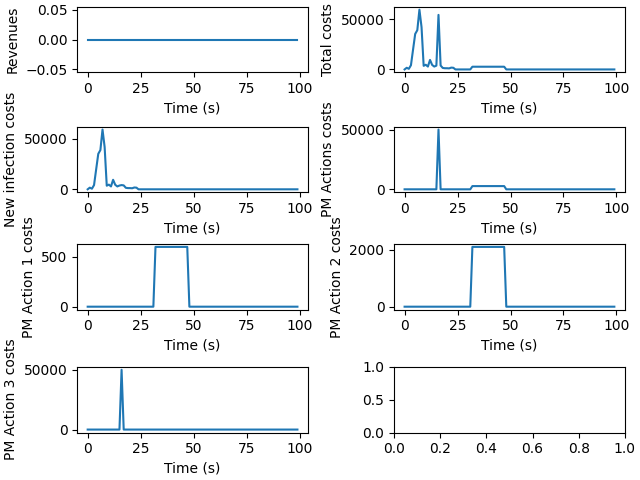 Revenues
0.05
0.00
−0.05
0 25 50 75 100
Time (s)
Total costs
50000
0
0 25 50 75 100
Time (s)
New infection costs
50000
0
0 25 50 75 100
Time (s)
PM Actions costs
50000
0
0 25 50 75 100
Time (s)
PM Action 1 costs
500
0
0 25 50 75 100
Time (s)
PM Action 2 costs
2000
0
0 25 50 75 100
Time (s)
PM Action 3 costs
50000
0
0 25 50 75 100
Time (s)
1.0
0.5
0.0
0.0 0.2 0.4 0.6 0.8 1.0